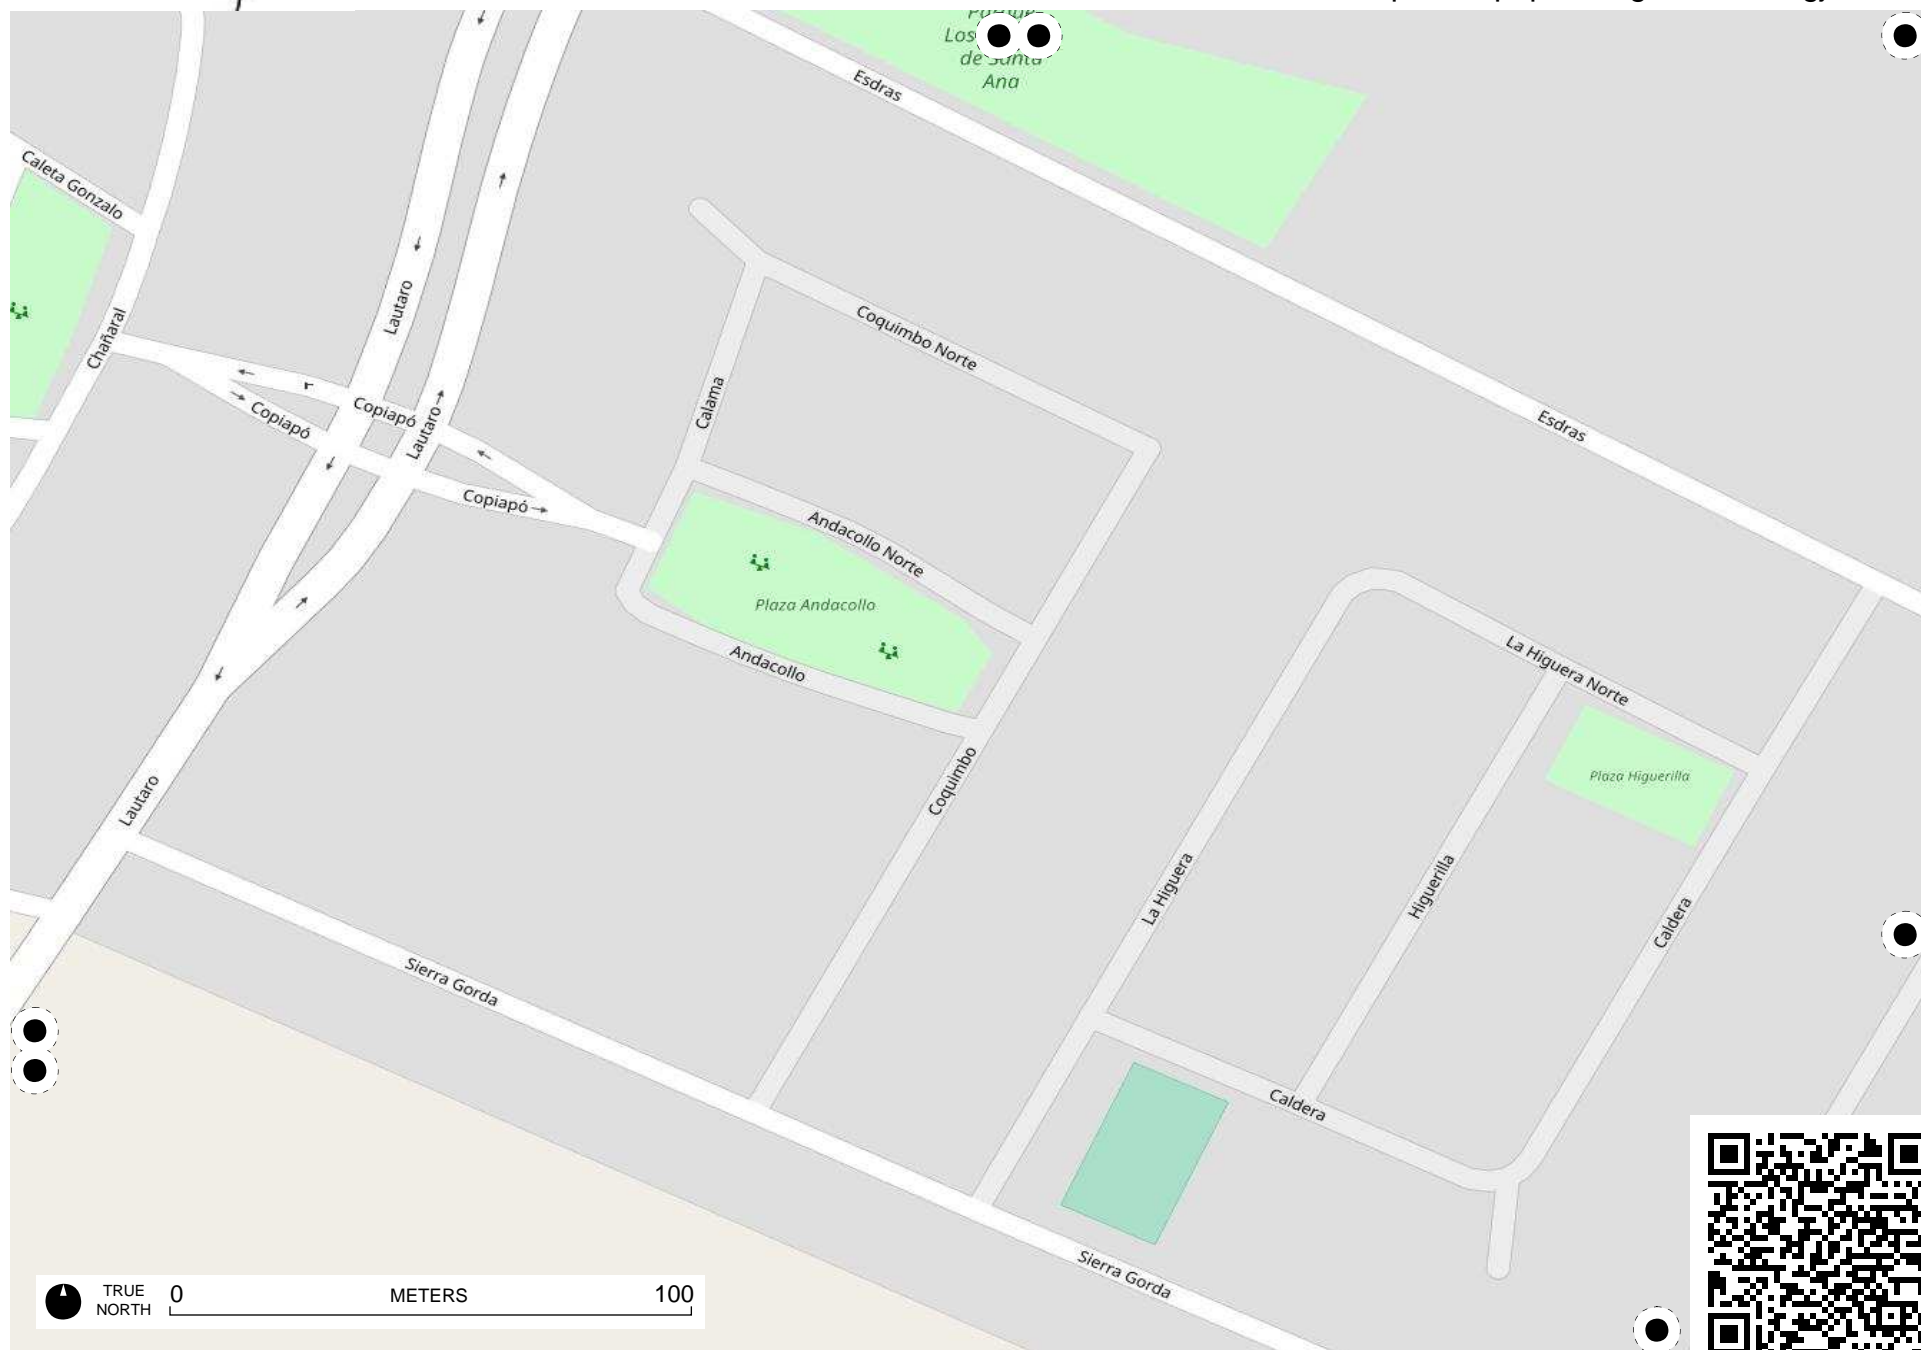 Los
de Santa
Ana
Esdras
Caleta Gonzalo
Lautaro
Coquimbo Norte
Chañaral
Calama
Copiapó
Copiapó
Lautaro
Esdras
Copiapó
Andacollo Norte
Plaza Andacollo
Andacollo
La Higuera Norte
Lautaro
Coquimbo
Plaza Higuerilla
La Higuera
Higuerilla
Caldera
Sierra Gorda
Caldera
Sierra Gorda
TRUE
NORTH
0 METERS 100